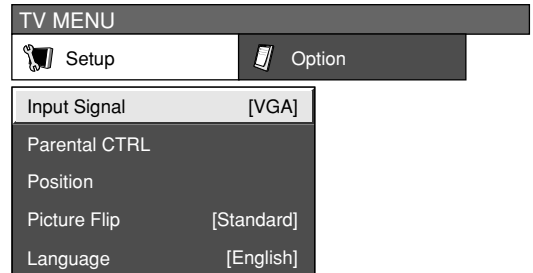 TV MENU
Setup Option
Input Signal [VGA]
Parental CTRL
Position
Picture Flip [Standard]
Language [English]